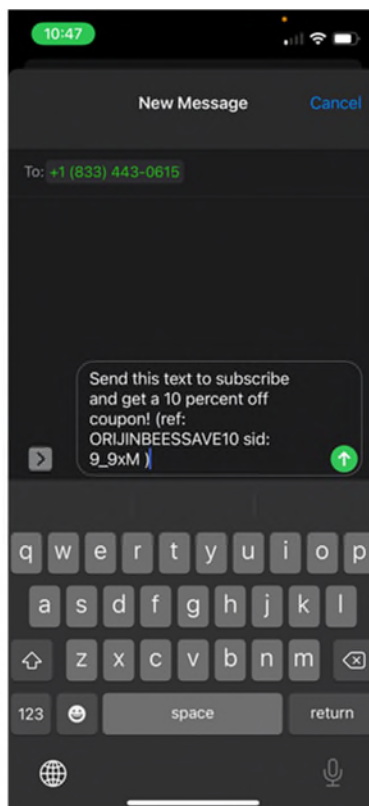 10:47
New Message
Cancel
To: +1 (833) 443-0615
Send this text to subscribe
and get a 10 percent off
coupon! (ref:
ORIJINBEESSAVE10 sid:
9_9xM )
q w e r t y u i o p
a s d f g h j k l
z x c v b n m
123 space return